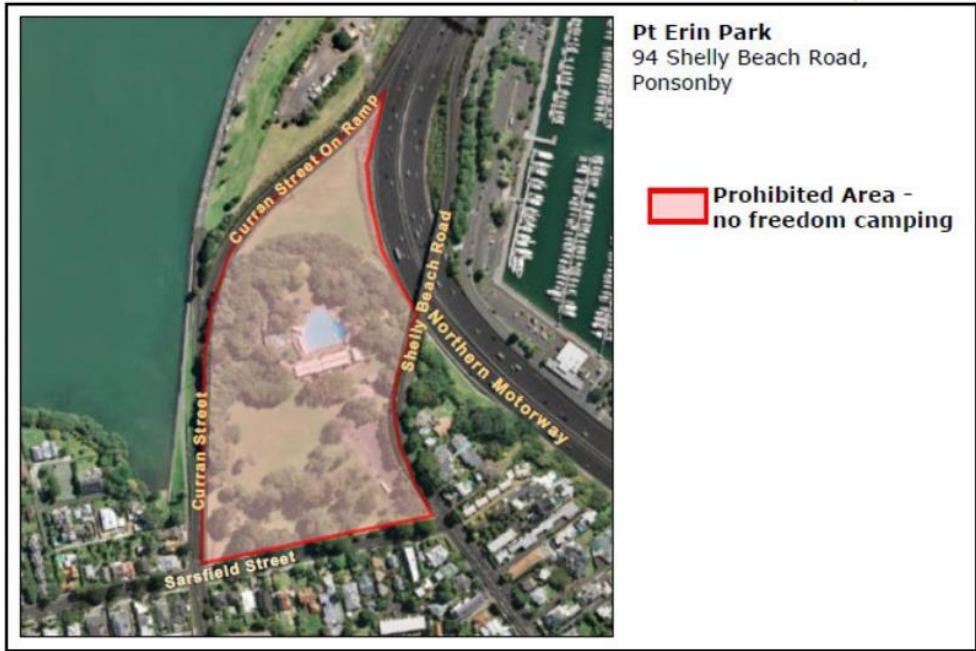 Pt Erin Park
94 Shelly Beach Road,
Ponsonby
Prohibited Area -
no freedom camping
Curran Street On Ramp
Shelly Beach Road
Northern Motorway
Curran Street
Sarsfield Street